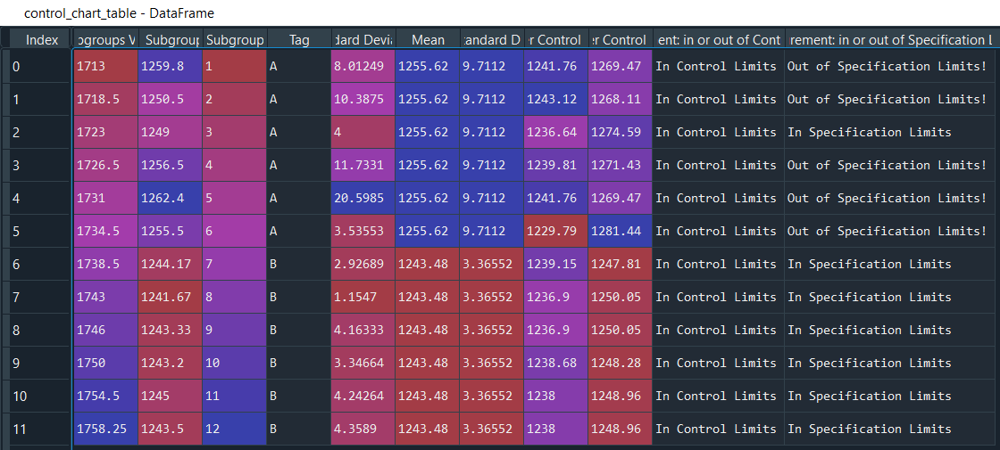 control_chart_table - DataFrame
Index ogroups V Subgroup Subgroup Tag dard Devia Mean tandard D er Control er Control ent: in or out of Cont rement: in or out of Specification L
0 1713 1259.8 1 A 8.01249 1255.62 9.7112 1241.76 1269.47 In Control Limits Out of Specification Limits!
1 1718.5 1250.5 2 A 10.3875 1255.62 9.7112 1243.12 1268.11 In Control Limits Out of Specification Limits!
2 1723 1249 3 A 4 1255.62 9.7112 1236.64 1274.59 In Control Limits In Specification Limits
3 1726.5 1256.5 4 A 11.7331 1255.62 9.7112 1239.81 1271.43 In Control Limits Out of Specification Limits!
4 1731 1262.4 5 A 20.5985 1255.62 9.7112 1241.76 1269.47 In Control Limits Out of Specification Limits!
5 1734.5 1255.5 6 A 3.53553 1255.62 9.7112 1229.79 1281.44 In Control Limits Out of Specification Limits!
6 1738.5 1244.17 7 B 2.92689 1243.48 3.36552 1239.15 1247.81 In Control Limits In Specification Limits
7 1743 1241.67 8 B 1.1547 1243.48 3.36552 1236.9 1250.05 In Control Limits In Specification Limits
8 1746 1243.33 9 B 4.16333 1243.48 3.36552 1236.9 1250.05 In Control Limits In Specification Limits
9 1750 1243.2 10 B 3.34664 1243.48 3.36552 1238.68 1248.28 In Control Limits In Specification Limits
10 1754.5 1245 11 B 4.24264 1243.48 3.36552 1238 1248.96 In Control Limits In Specification Limits
11 1758.25 1243.5 12 B 4.3589 1243.48 3.36552 1238 1248.96 In Control Limits In Specification Limits